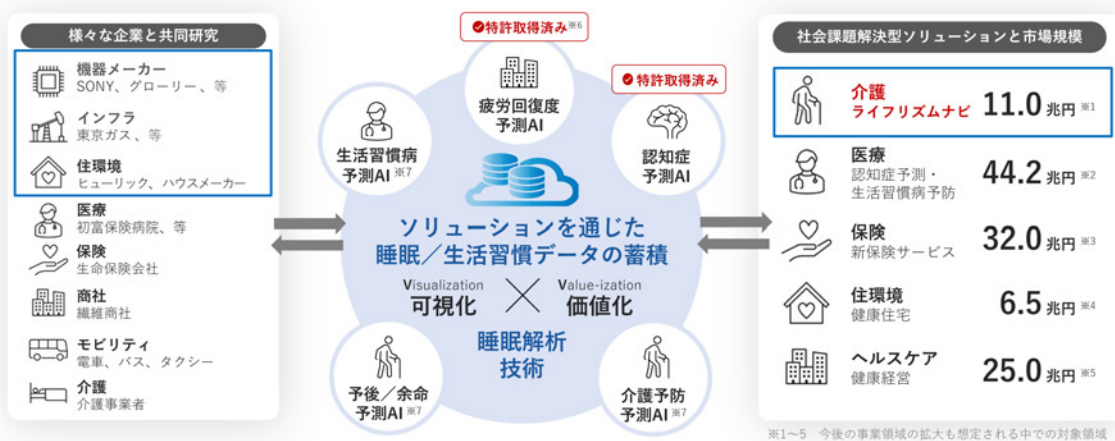 様々な企業と共同研究
機器メーカー
SONY、グローリー、等
インフラ
東京ガス、等
住環境
ヒューリック、ハウスメーカー
医療
初富保険病院、等
保険
生命保険会社
商社
繊維商社
モビリティ
電車、バス、タクシー
介護
介護事業者
特許取得済み※6
疲労回復度
予測AI
特許取得済み
認知症
予測AI
生活習慣病
予測AI※7
ソリューションを通じた
睡眠／生活習慣データの蓄積
Visualization
可視化
Value-ization
価値化
睡眠解析
技術
予後／余命
予測AI※7
介護予防
予測AI※7
社会課題解決型ソリューションと市場規模
介護
ライフリズムナビ
11.0兆円※1
医療
認知症予測・
生活習慣病予防
44.2兆円※2
保険
新保険サービス
32.0兆円※3
住環境
健康住宅
6.5兆円※4
ヘルスケア
健康経営
25.0兆円※5
※1~5 今後の事業領域の拡大も想定される中での対象領域